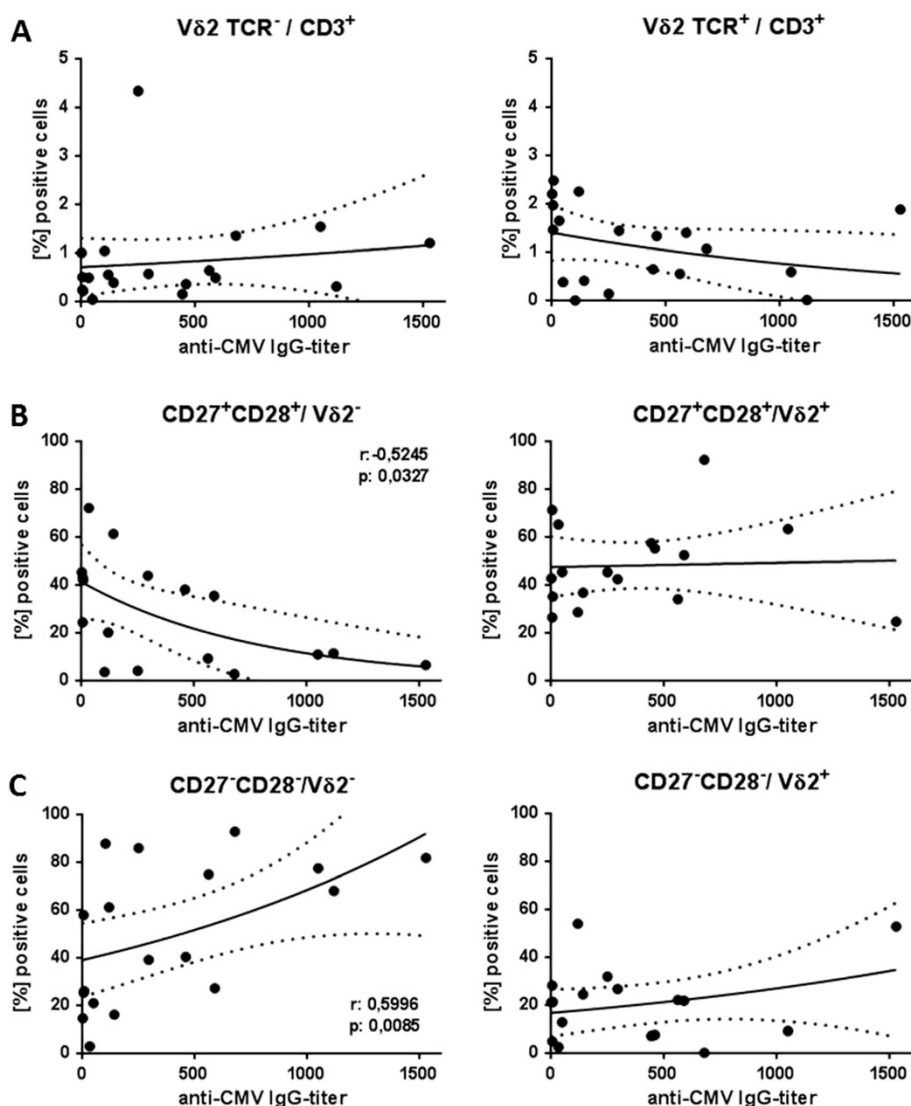 A
Vδ2 TCR⁻ / CD3⁺
Vδ2 TCR⁺ / CD3⁺
[%] positive cells
5
4
3
2
1
0
0 500 1000 1500
anti-CMV IgG-titer
[%] positive cells
5
4
3
2
1
0
0 500 1000 1500
anti-CMV IgG-titer
B
CD27⁺CD28⁺/ Vδ2⁻
CD27⁺CD28⁺/Vδ2⁺
r:-0,5245
p: 0,0327
[%] positive cells
100
80
60
40
20
0
0 500 1000 1500
anti-CMV IgG-titer
[%] positive cells
100
80
60
40
20
0
0 500 1000 1500
anti-CMV IgG-titer
C
CD27⁻CD28⁻/Vδ2⁻
CD27⁻CD28⁻/ Vδ2⁺
[%] positive cells
100
80
60
40
20
0
r: 0,5996
p: 0,0085
0 500 1000 1500
anti-CMV IgG-titer
[%] positive cells
100
80
60
40
20
0
0 500 1000 1500
anti-CMV IgG-titer